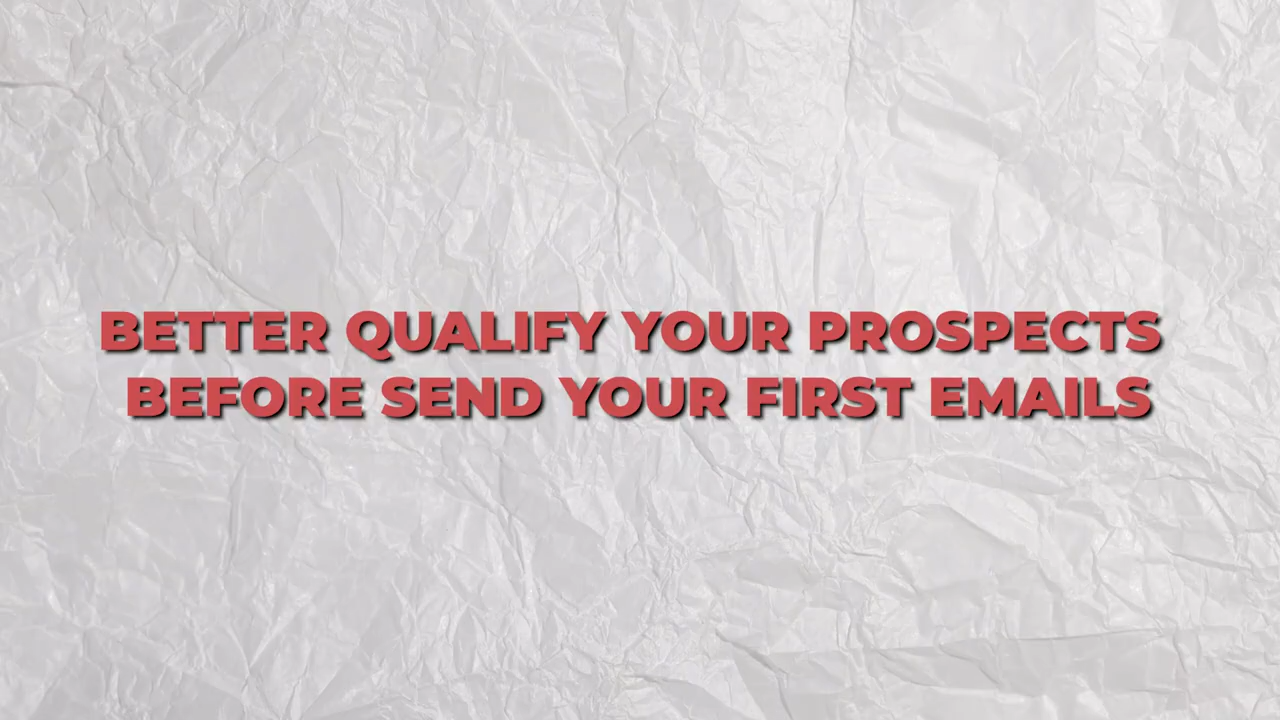 BETTER QUALIFY YOUR PROSPECTS
BEFORE SEND YOUR FIRST EMAILS